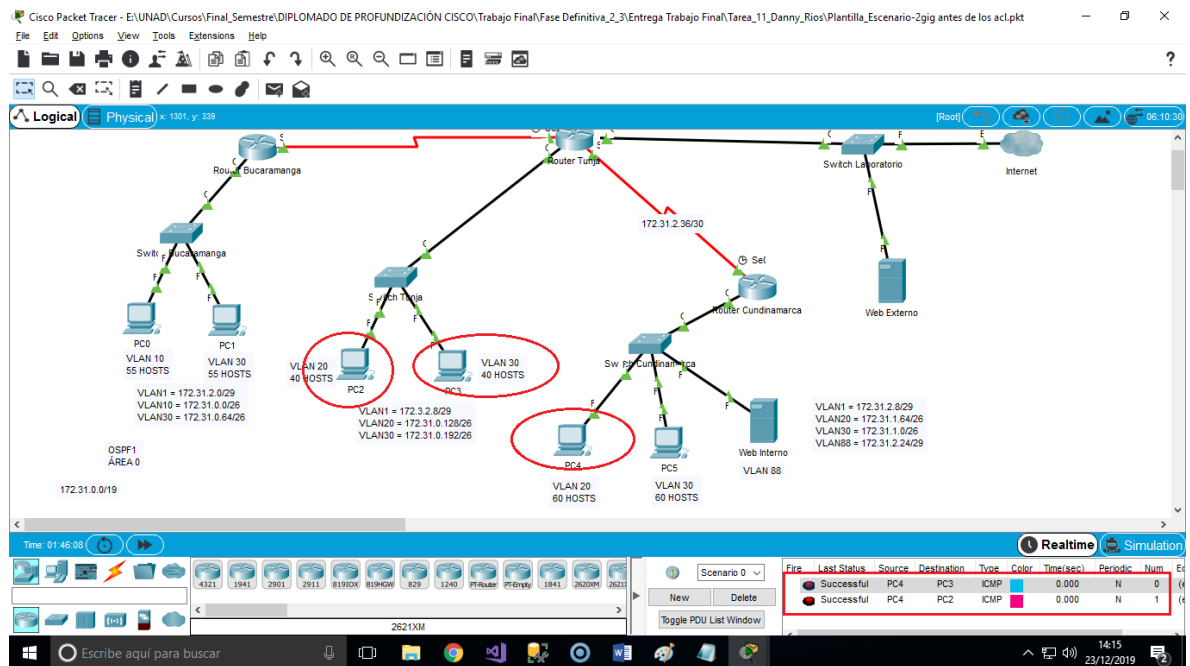 Cisco Packet Tracer - E:\UNAD\Cursos\Final_Semestre\DIPLOMADO DE PROFUNDIZACIÓN CISCO\Trabajo Final\Fase Definitiva_2_3\Entrega Trabajo Final\Tarea_11_Danny_Rios\Plantilla_Escenario-2gig antes de los acl.pkt
File Edit Options View Tools Extensions Help
?
Logical Physical x: 1301, y: 339 [Root] 06:10:30
Router Tunja
Router Bucaramanga
Switch Laboratorio
Internet
172.31.2.36/30
Switch Bucaramanga
Switch Tunja
Router Cundinamarca
Web Externo
PC0
VLAN 10
55 HOSTS
PC1
VLAN 30
55 HOSTS
VLAN 20
40 HOSTS
PC2
VLAN 30
40 HOSTS
PC3
Switch Cundinamarca
VLAN1 = 172.31.2.0/29
VLAN10 = 172.31.0.0/26
VLAN30 = 172.31.0.64/26
VLAN1 = 172.3.2.8/29
VLAN20 = 172.31.0.128/26
VLAN30 = 172.31.0.192/26
VLAN1 = 172.31.2.8/29
VLAN20 = 172.31.1.64/26
VLAN30 = 172.31.1.0/26
VLAN88 = 172.31.2.24/29
OSPF1
ÁREA 0
172.31.0.0/19
PC4
VLAN 20
60 HOSTS
PC5
VLAN 30
60 HOSTS
Web Interno
VLAN 88
Time: 01:46:08 Realtime Simulation
4321 1941 2901 2911 819IOX 819HGW 829 1240 PT-Router PT-Empty 1841 2620XM 2621
2621XM
Scenario 0
New Delete
Toggle PDU List Window
Fire Last Status Source Destination Type Color Time(sec) Periodic Num
Successful PC4 PC3 ICMP 0.000 N 0
Successful PC4 PC2 ICMP 0.000 N 1
Escribe aquí para buscar
14:15
23/12/2019